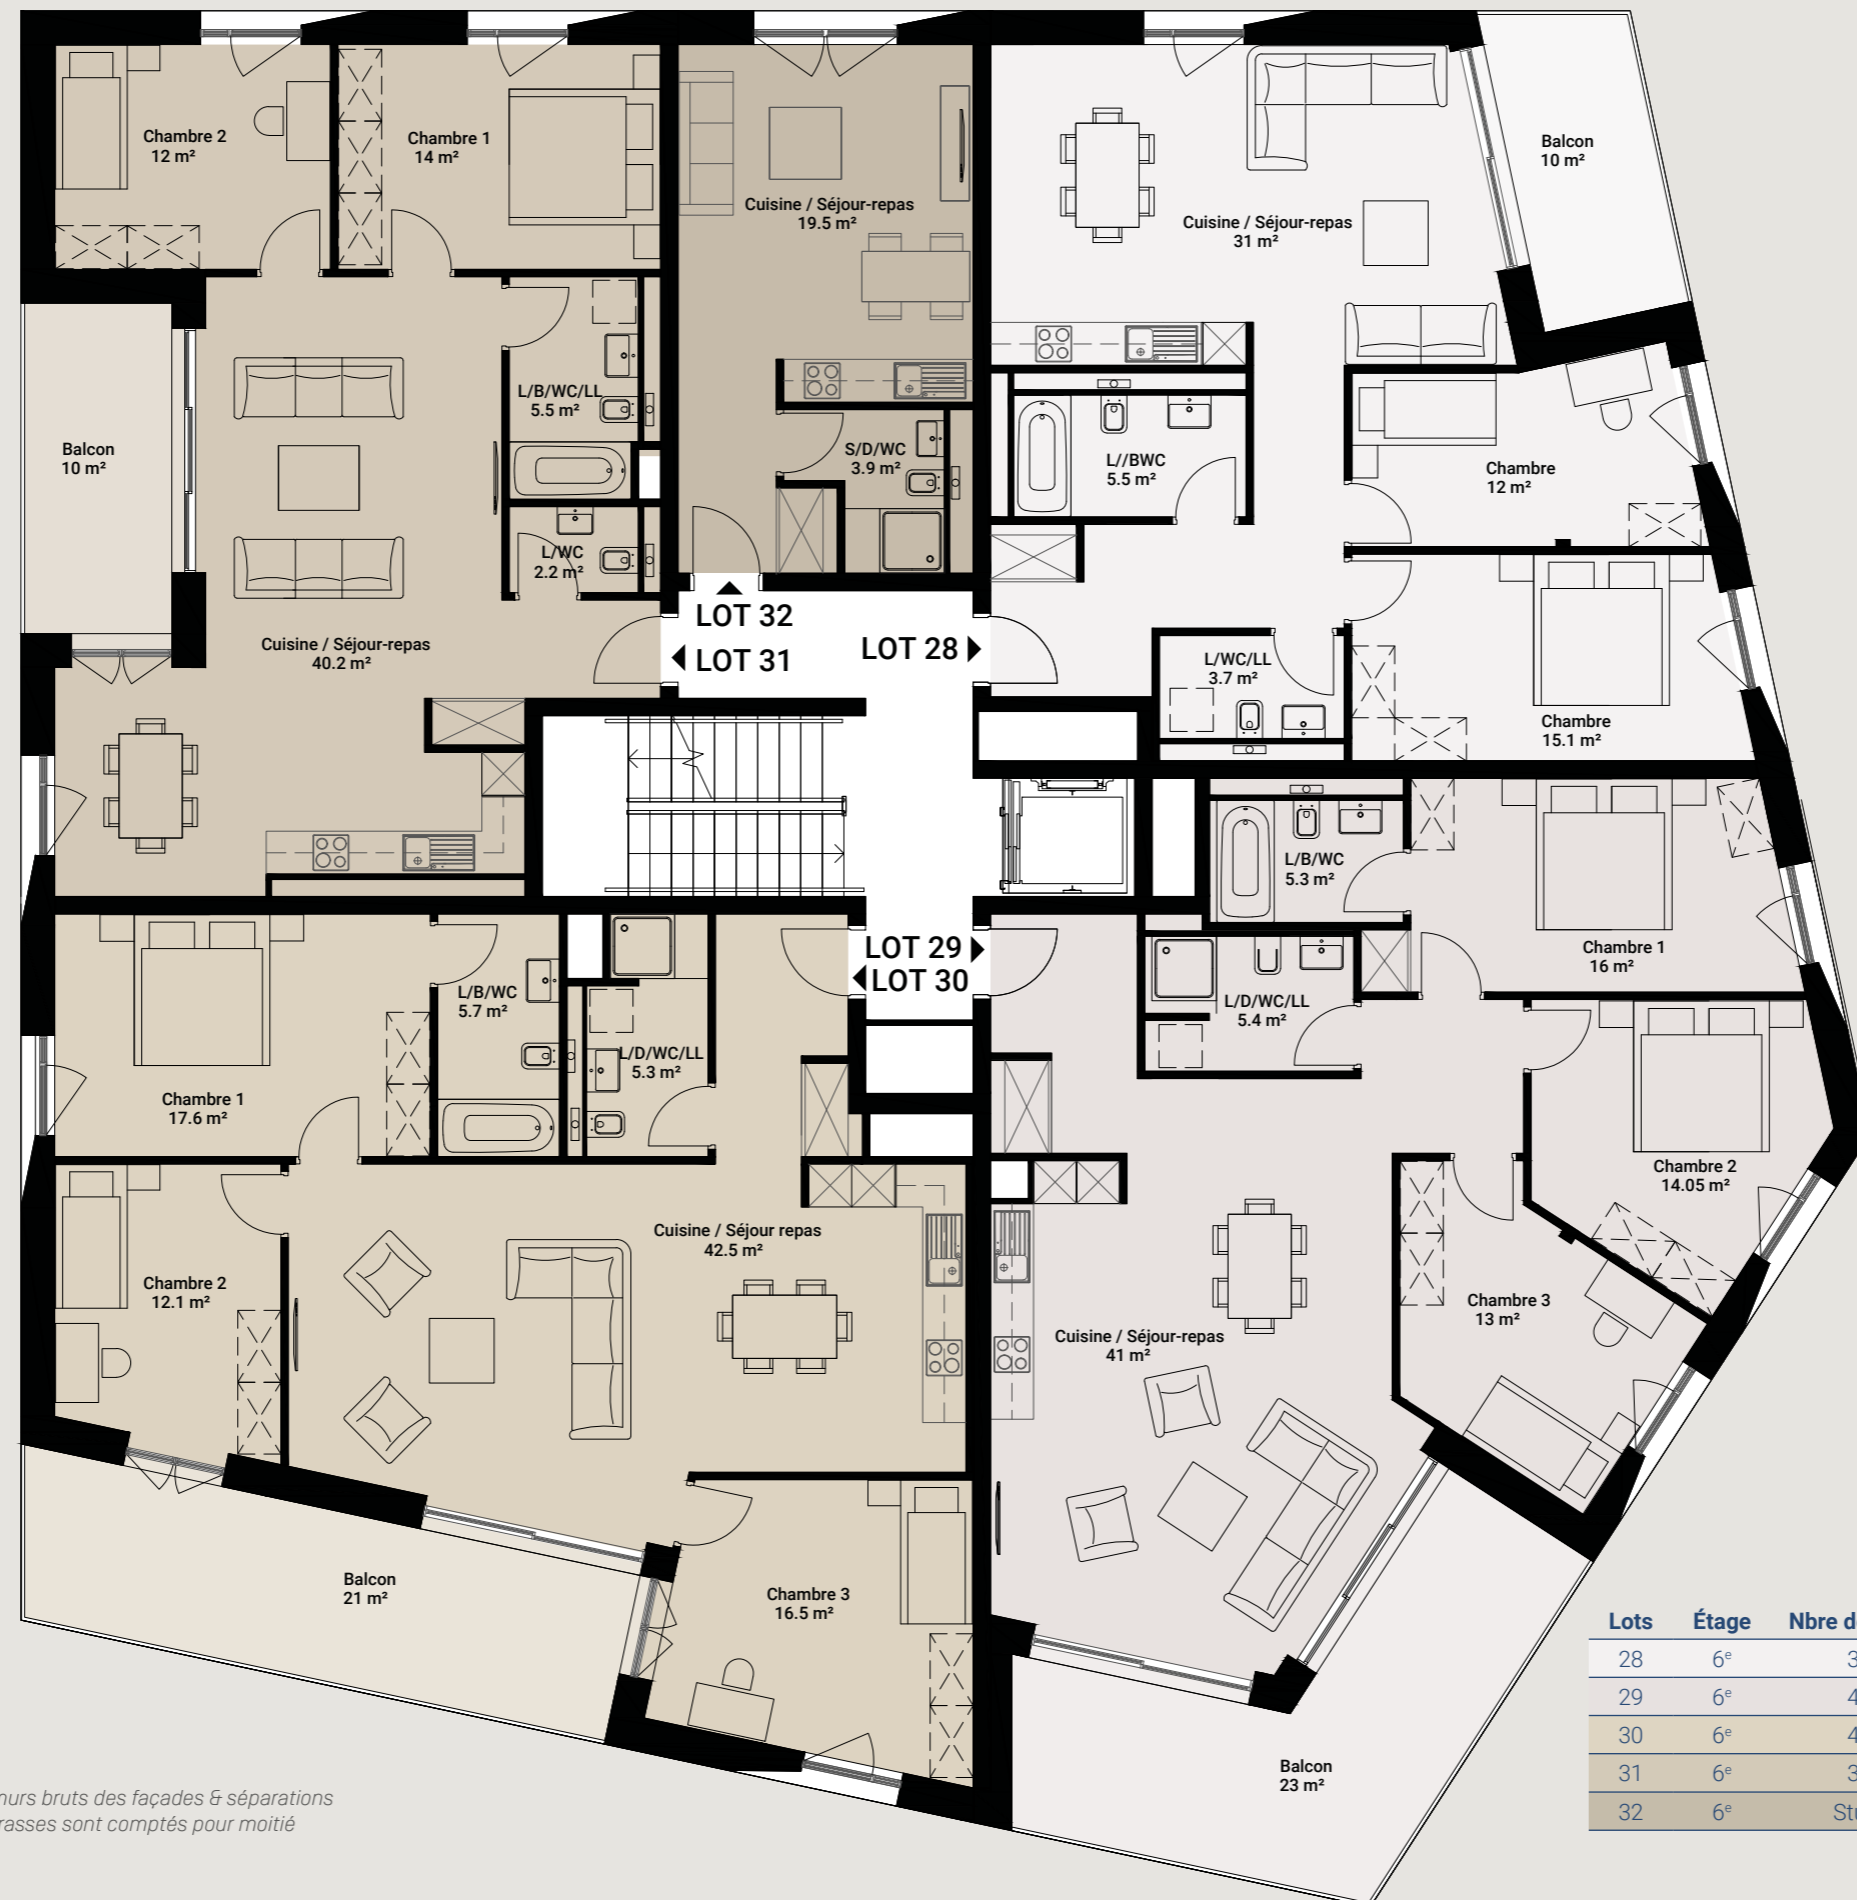 Chambre 2
12 m²
Chambre 1
14 m²
Cuisine / Séjour-repas
19.5 m²
Cuisine / Séjour-repas
31 m²
Balcon
10 m²
L/B/WC/LL
5.5 m²
Balcon
10 m²
S/D/WC
3.9 m²
L//BWC
5.5 m²
Chambre
12 m²
L/WC
2.2 m²
LOT 32
LOT 31
LOT 28
Cuisine / Séjour-repas
40.2 m²
L/WC/LL
3.7 m²
Chambre
15.1 m²
L/B/WC
5.3 m²
LOT 29
LOT 30
Chambre 1
16 m²
L/B/WC
5.7 m²
L/D/WC/LL
5.4 m²
L/D/WC/LL
5.3 m²
Chambre 1
17.6 m²
Chambre 2
14.05 m²
Cuisine / Séjour repas
42.5 m²
Chambre 2
12.1 m²
Chambre 3
13 m²
Cuisine / Séjour-repas
41 m²
Balcon
21 m²
Chambre 3
16.5 m²
Balcon
23 m²
Lots Étage Nbre d
28 6e 3
29 6e 4
30 6e 4
31 6e 3
32 6e St
murs bruts des façades & séparations
rasses sont comptés pour moitié